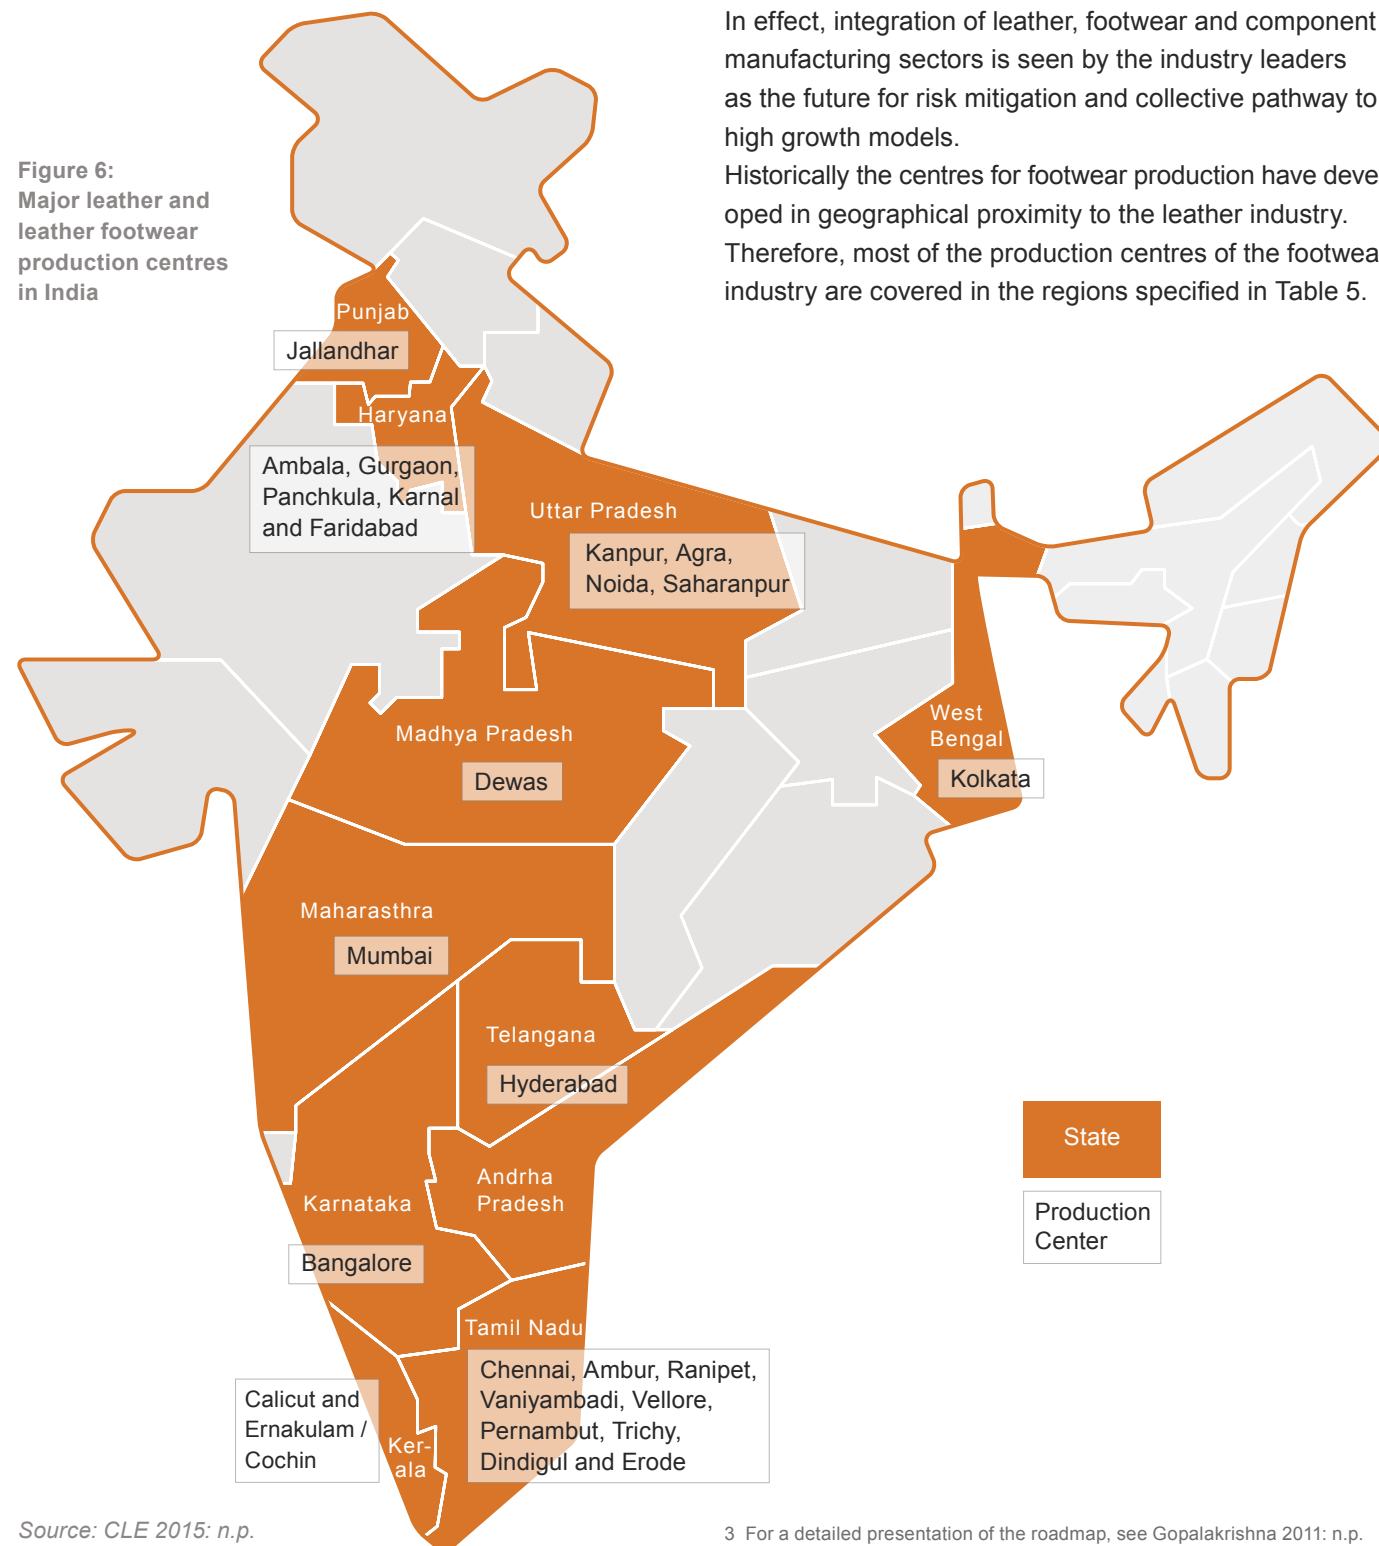 In effect, integration of leather, footwear and component
manufacturing sectors is seen by the industry leaders
as the future for risk mitigation and collective pathway to
high growth models.
Historically the centres for footwear production have deve
oped in geographical proximity to the leather industry.
Therefore, most of the production centres of the footwea
industry are covered in the regions specified in Table 5.
Figure 6:
Major leather and
leather footwear
production centres
in India
Punjab
Jallandhar
Haryana
Ambala, Gurgaon,
Panchkula, Karnal
and Faridabad
Uttar Pradesh
Kanpur, Agra,
Noida, Saharanpur
Madhya Pradesh
Dewas
West
Bengal
Kolkata
Maharasthra
Mumbai
Telangana
Hyderabad
State
Production
Center
Andrha
Pradesh
Karnataka
Bangalore
Tamil Nadu
Chennai, Ambur, Ranipet,
Vaniyambadi, Vellore,
Pernambut, Trichy,
Dindigul and Erode
Calicut and
Ernakulam /
Cochin
Ker-
ala
Source: CLE 2015: n.p.
3 For a detailed presentation of the roadmap, see Gopalakrishna 2011: n.p.